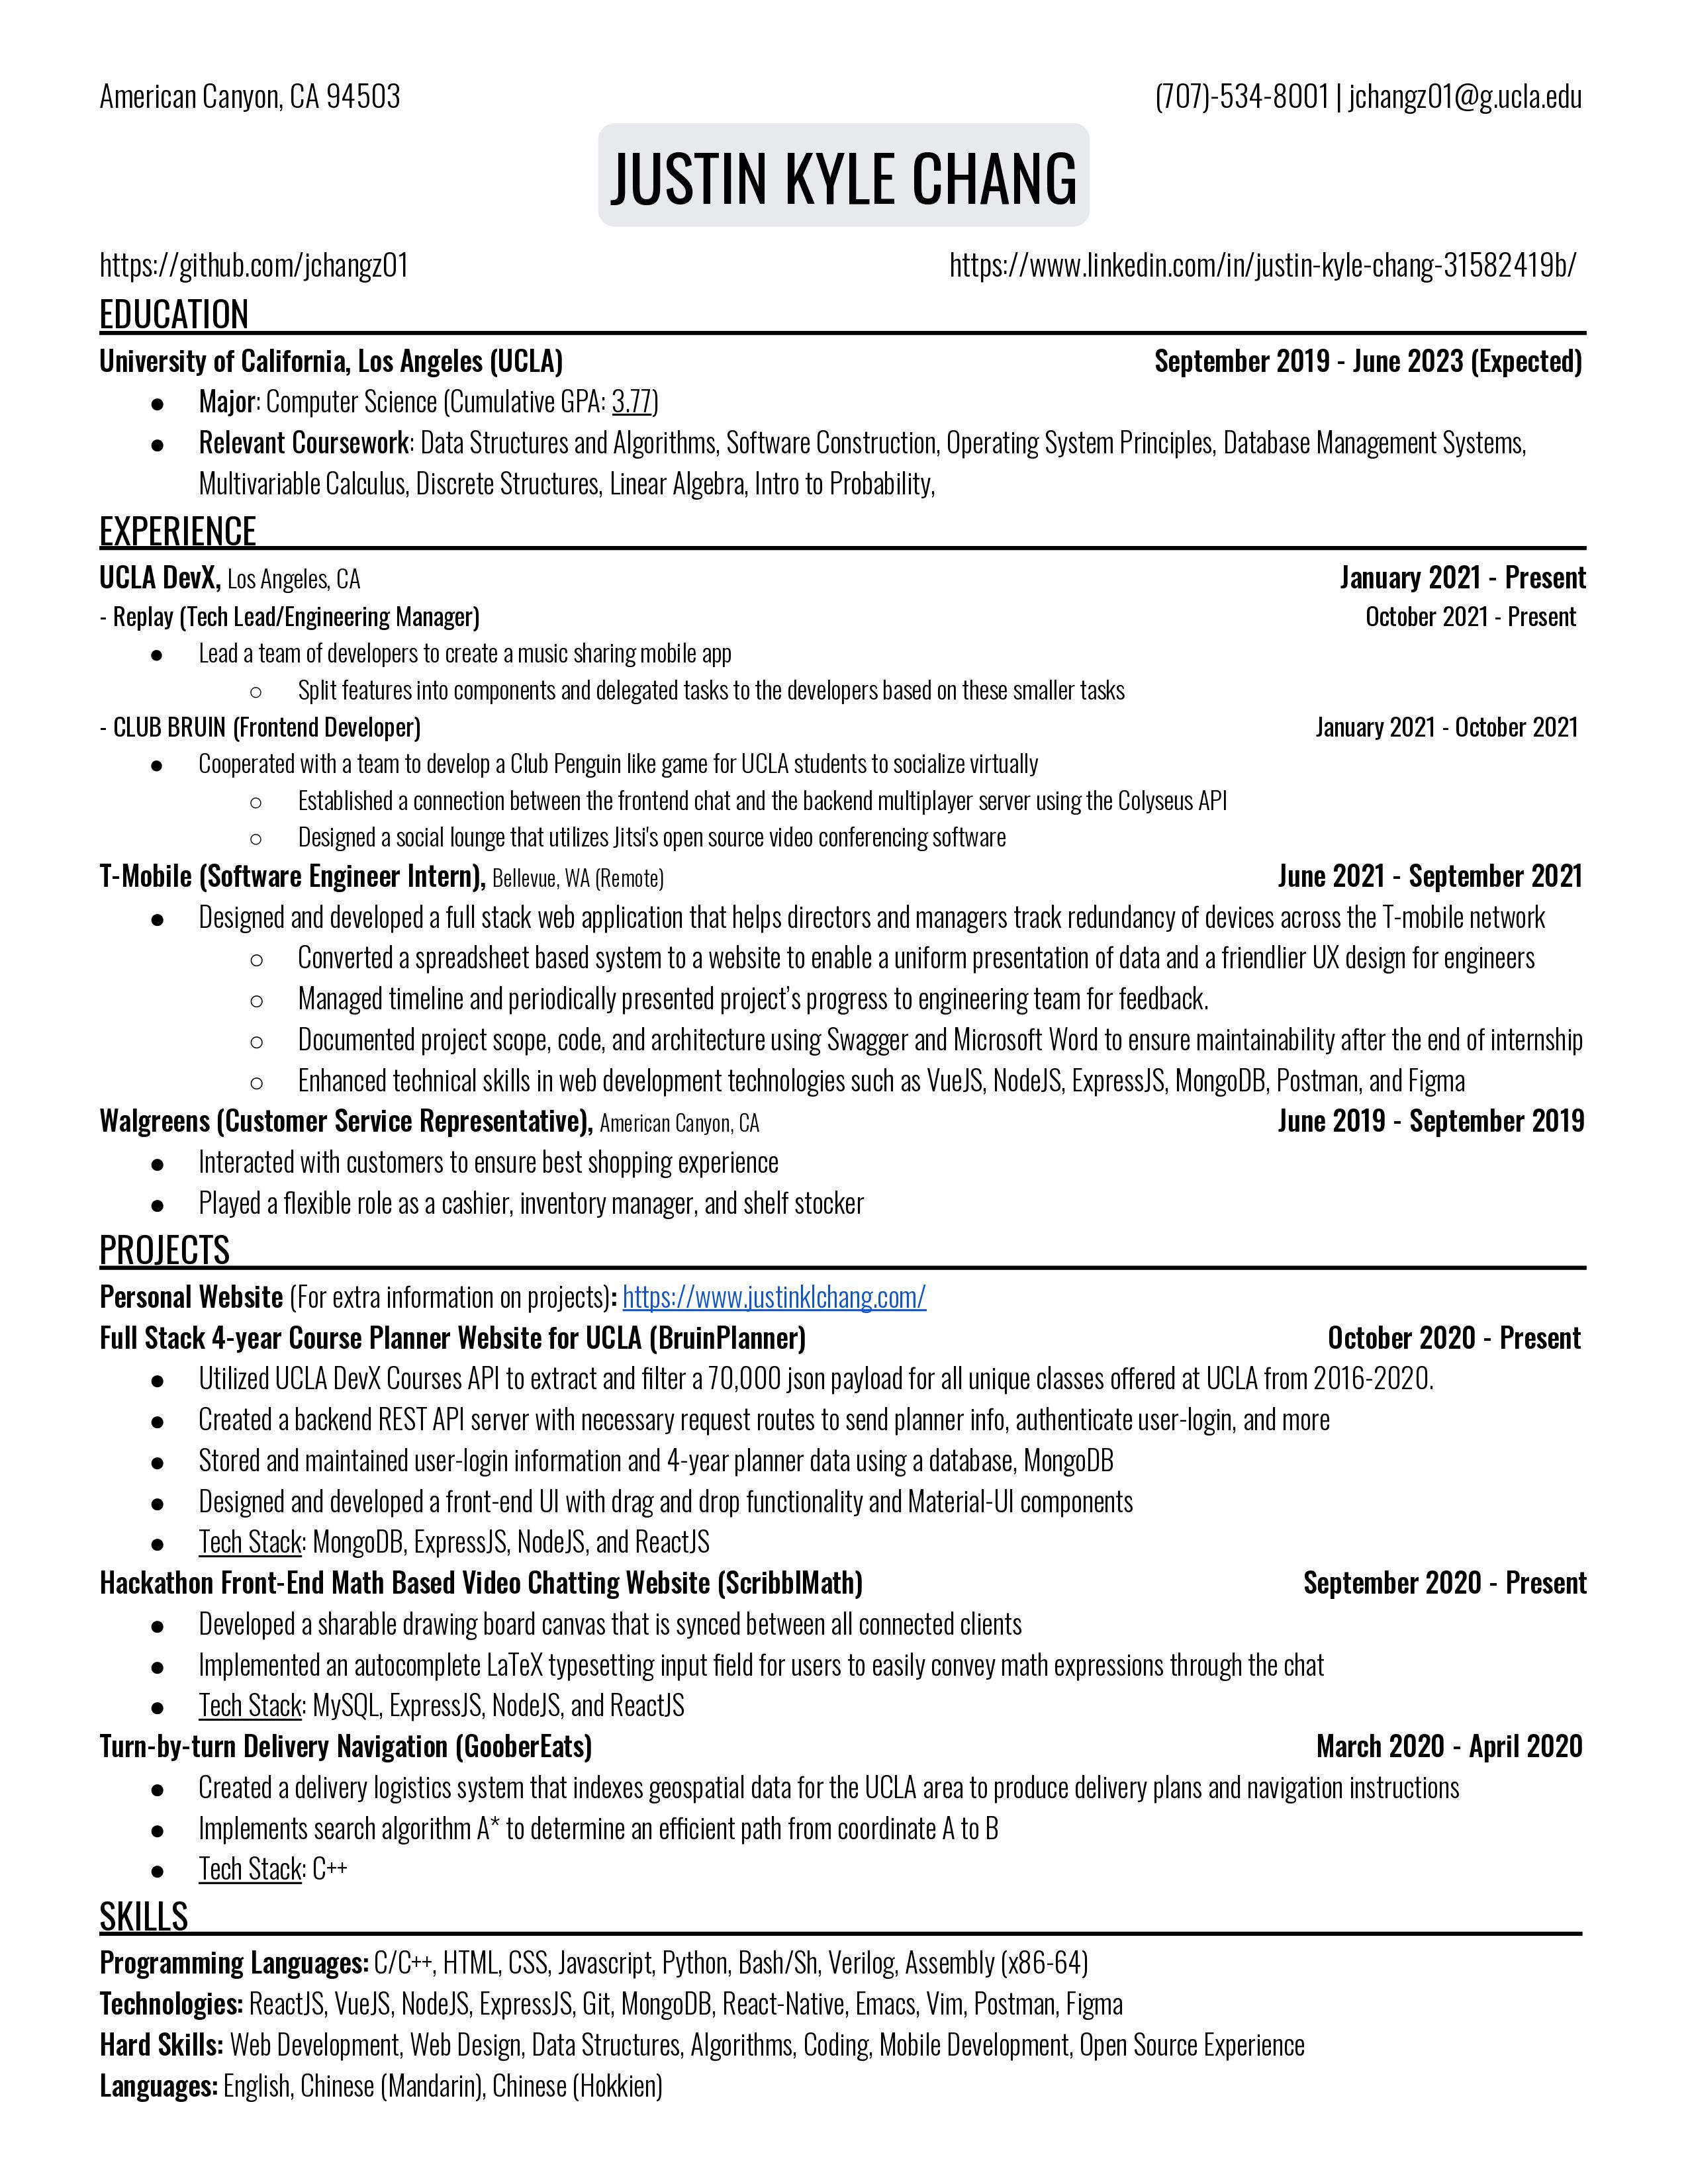 American Canyon, CA 94503 (707)-534-8001 | jchangz01@g.ucla.edu
JUSTIN KYLE CHANG
https://github.com/jchangz01 https://www.linkedin.com/in/justin-kyle-chang-31582419b/
EDUCATION
University of California, Los Angeles (UCLA) September 2019 - June 2023 (Expected)
● Major: Computer Science (Cumulative GPA: 3.77)
● Relevant Coursework: Data Structures and Algorithms, Software Construction, Operating System Principles, Database Management Systems,
Multivariable Calculus, Discrete Structures, Linear Algebra, Intro to Probability,
EXPERIENCE
UCLA DevX, Los Angeles, CA January 2021 - Present
- Replay (Tech Lead/Engineering Manager) October 2021 - Present
● Lead a team of developers to create a music sharing mobile app
○ Split features into components and delegated tasks to the developers based on these smaller tasks
- CLUB BRUIN (Frontend Developer) January 2021 - October 2021
● Cooperated with a team to develop a Club Penguin like game for UCLA students to socialize virtually
○ Established a connection between the frontend chat and the backend multiplayer server using the Colyseus API
○ Designed a social lounge that utilizes Jitsi's open source video conferencing software
T-Mobile (Software Engineer Intern), Bellevue, WA (Remote) June 2021 - September 2021
● Designed and developed a full stack web application that helps directors and managers track redundancy of devices across the T-mobile network
○ Converted a spreadsheet based system to a website to enable a uniform presentation of data and a friendlier UX design for engineers
○ Managed timeline and periodically presented project’s progress to engineering team for feedback.
○ Documented project scope, code, and architecture using Swagger and Microsoft Word to ensure maintainability after the end of internship
○ Enhanced technical skills in web development technologies such as VueJS, NodeJS, ExpressJS, MongoDB, Postman, and Figma
Walgreens (Customer Service Representative), American Canyon, CA June 2019 - September 2019
● Interacted with customers to ensure best shopping experience
● Played a flexible role as a cashier, inventory manager, and shelf stocker
PROJECTS
Personal Website (For extra information on projects): https://www.justinklchang.com/
Full Stack 4-year Course Planner Website for UCLA (BruinPlanner) October 2020 - Present
● Utilized UCLA DevX Courses API to extract and filter a 70,000 json payload for all unique classes offered at UCLA from 2016-2020.
● Created a backend REST API server with necessary request routes to send planner info, authenticate user-login, and more
● Stored and maintained user-login information and 4-year planner data using a database, MongoDB
● Designed and developed a front-end UI with drag and drop functionality and Material-UI components
● Tech Stack: MongoDB, ExpressJS, NodeJS, and ReactJS
Hackathon Front-End Math Based Video Chatting Website (ScribblMath) September 2020 - Present
● Developed a sharable drawing board canvas that is synced between all connected clients
● Implemented an autocomplete LaTeX typesetting input field for users to easily convey math expressions through the chat
● Tech Stack: MySQL, ExpressJS, NodeJS, and ReactJS
Turn-by-turn Delivery Navigation (GooberEats) March 2020 - April 2020
● Created a delivery logistics system that indexes geospatial data for the UCLA area to produce delivery plans and navigation instructions
● Implements search algorithm A* to determine an efficient path from coordinate A to B
● Tech Stack: C++
SKILLS
Programming Languages: C/C++, HTML, CSS, Javascript, Python, Bash/Sh, Verilog, Assembly (x86-64)
Technologies: ReactJS, VueJS, NodeJS, ExpressJS, Git, MongoDB, React-Native, Emacs, Vim, Postman, Figma
Hard Skills: Web Development, Web Design, Data Structures, Algorithms, Coding, Mobile Development, Open Source Experience
Languages: English, Chinese (Mandarin), Chinese (Hokkien)